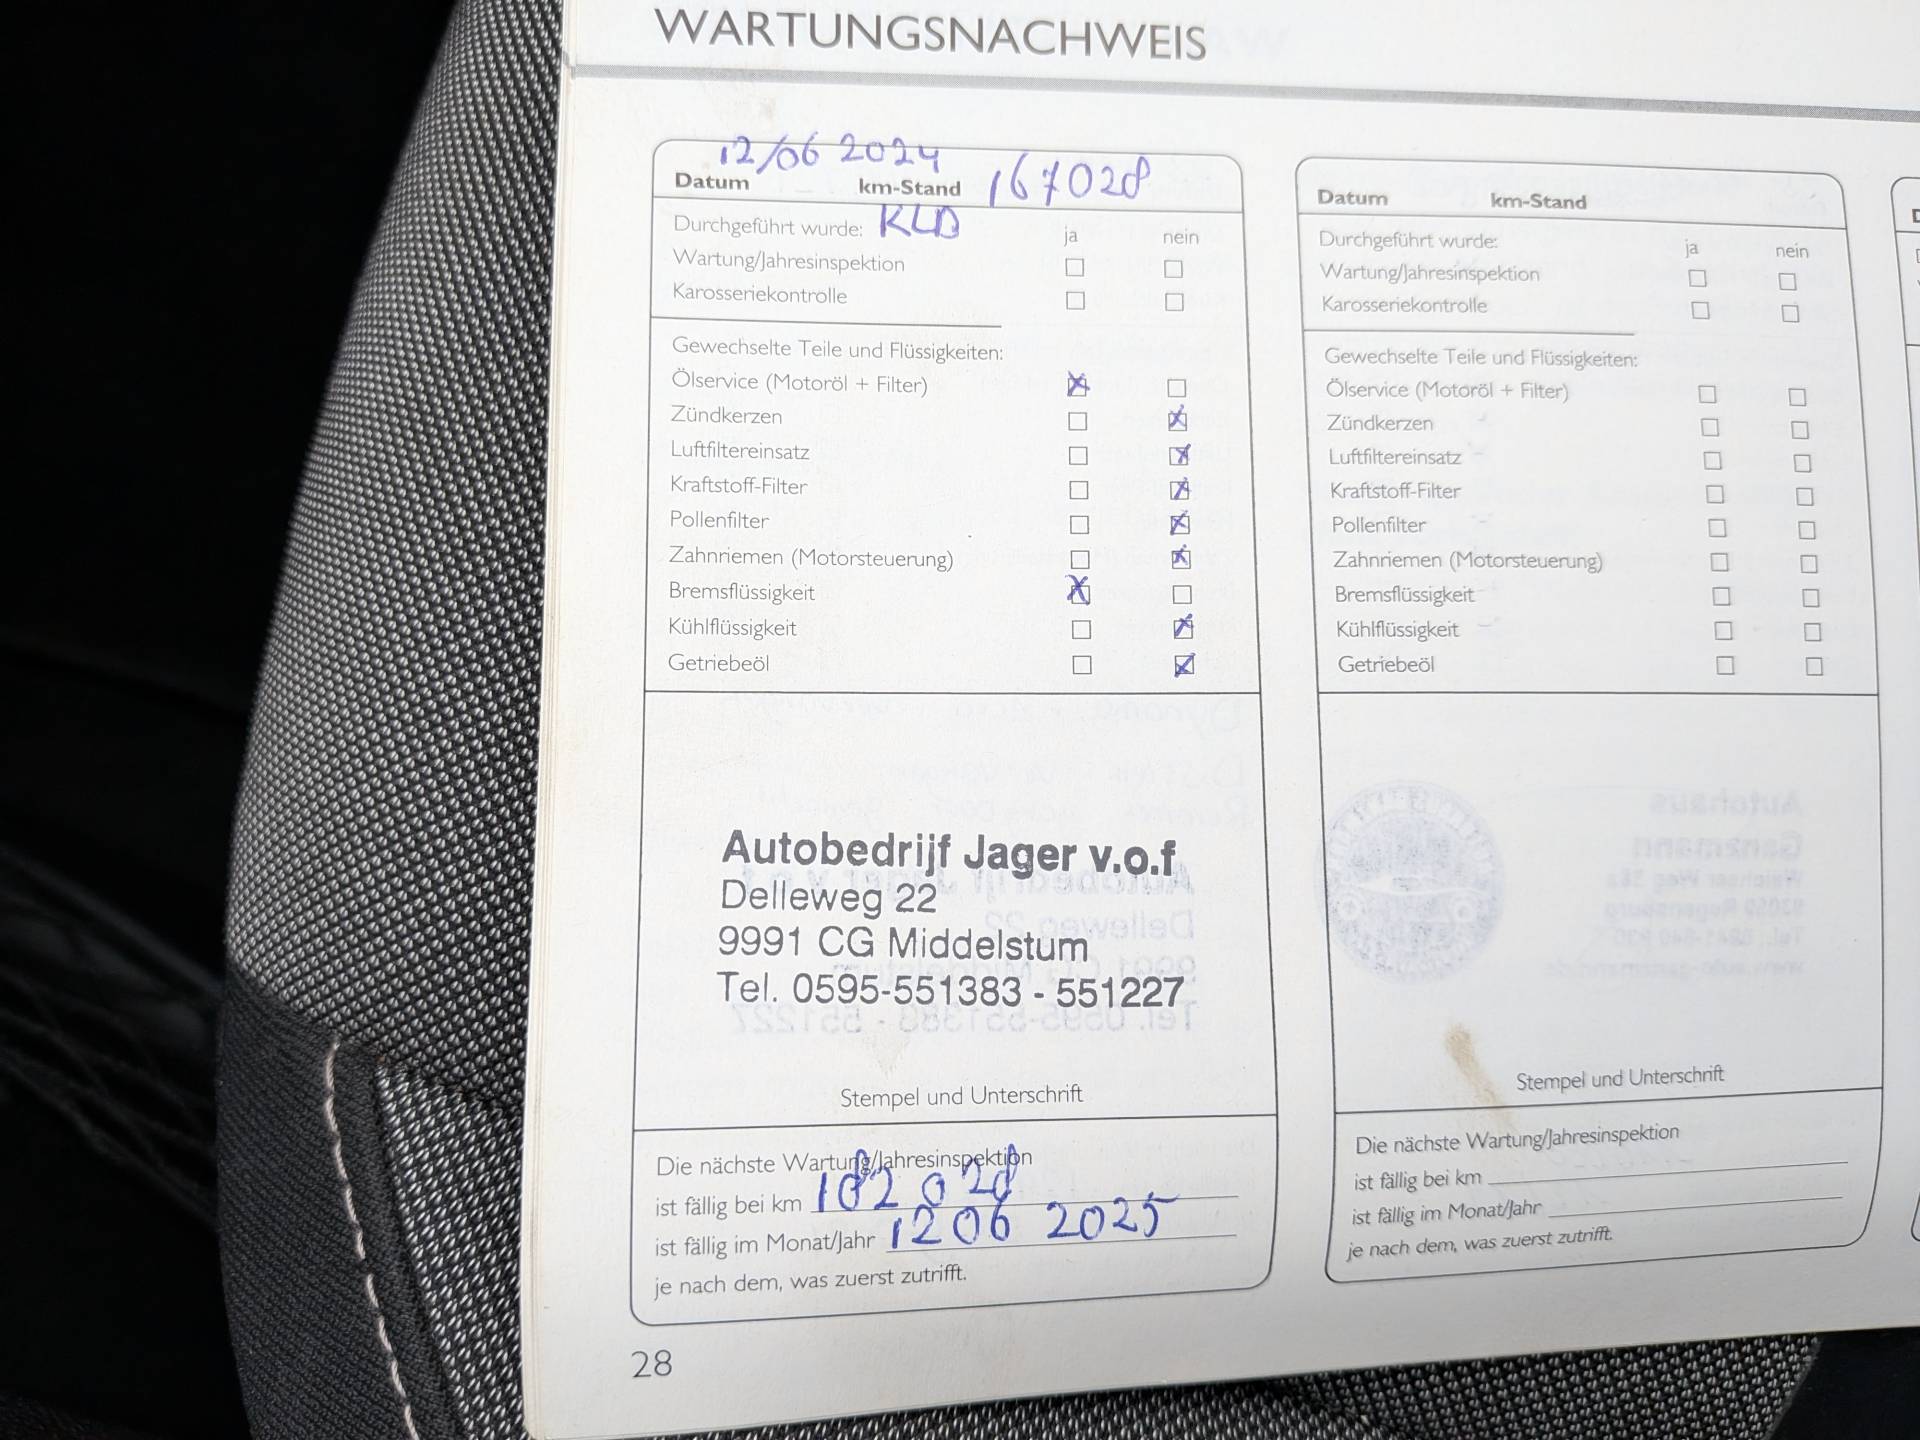 WARTUNGSNACHWEIS
12/06 2024
Datum km-Stand 167028
Durchgeführt wurde: KLB ja nein
Wartung/Jahresinspektion
Karosseriekontrolle
Gewechselte Teile und Flüssigkeiten:
Ölservice (Motoröl + Filter)
Zündkerzen
Luftfiltereinsatz
Kraftstoff-Filter
Pollenfilter
Zahnriemen (Motorsteuerung)
Bremsflüssigkeit
Kühlflüssigkeit
Getriebeöl
Autobedrijf Jager v.o.f
Delleweg 22
9991 CG Middelstum
Tel. 0595-551383 - 551227
Stempel und Unterschrift
Die nächste Wartung/Jahresinspektion
ist fällig bei km 182 028
ist fällig im Monat/Jahr 12 06 2025
je nach dem, was zuerst zutrifft.
28
Datum km-Stand
Durchgeführt wurde: ja nein
Wartung/Jahresinspektion
Karosseriekontrolle
Gewechselte Teile und Flüssigkeiten:
Ölservice (Motoröl + Filter)
Zündkerzen
Luftfiltereinsatz
Kraftstoff-Filter
Pollenfilter
Zahnriemen (Motorsteuerung)
Bremsflüssigkeit
Kühlflüssigkeit
Getriebeöl
Stempel und Unterschrift
Die nächste Wartung/Jahresinspektion
ist fällig bei km
ist fällig im Monat/Jahr
je nach dem, was zuerst zutrifft.